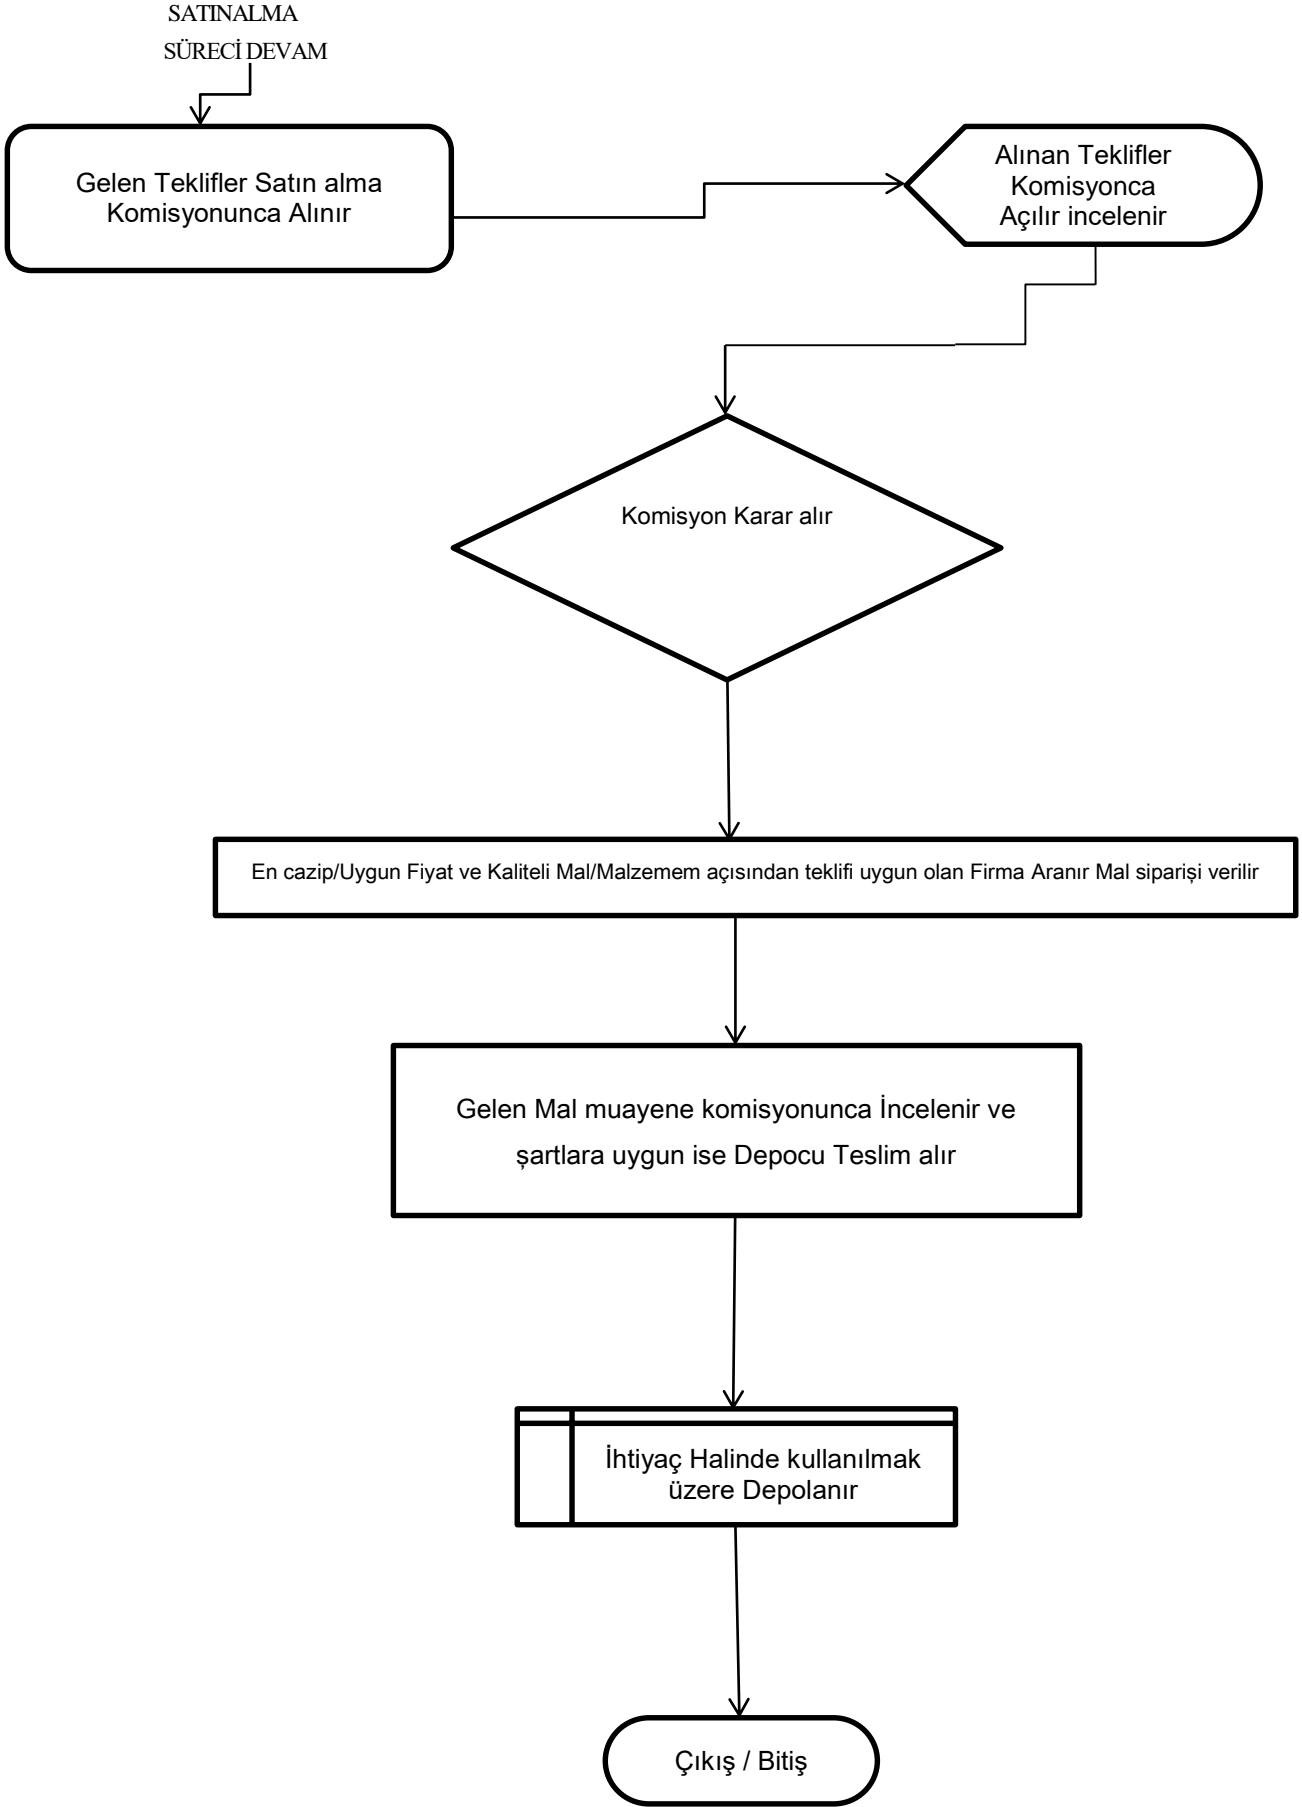 SATINALMA
SÜRECİ DEVAM
Gelen Teklifler Satın alma
Komisyonunca Alınır
Alınan Teklifler
Komisyonca
Açılır incelenir
Komisyon Karar alır
En cazip/Uygun Fiyat ve Kaliteli Mal/Malzemem açısından teklifi uygun olan Firma Aranır Mal siparişi verilir
Gelen Mal muayene komisyonunca İncelenir ve
şartlara uygun ise Depocu Teslim alır
İhtiyaç Halinde kullanılmak
üzere Depolanır
Çıkış / Bitiş